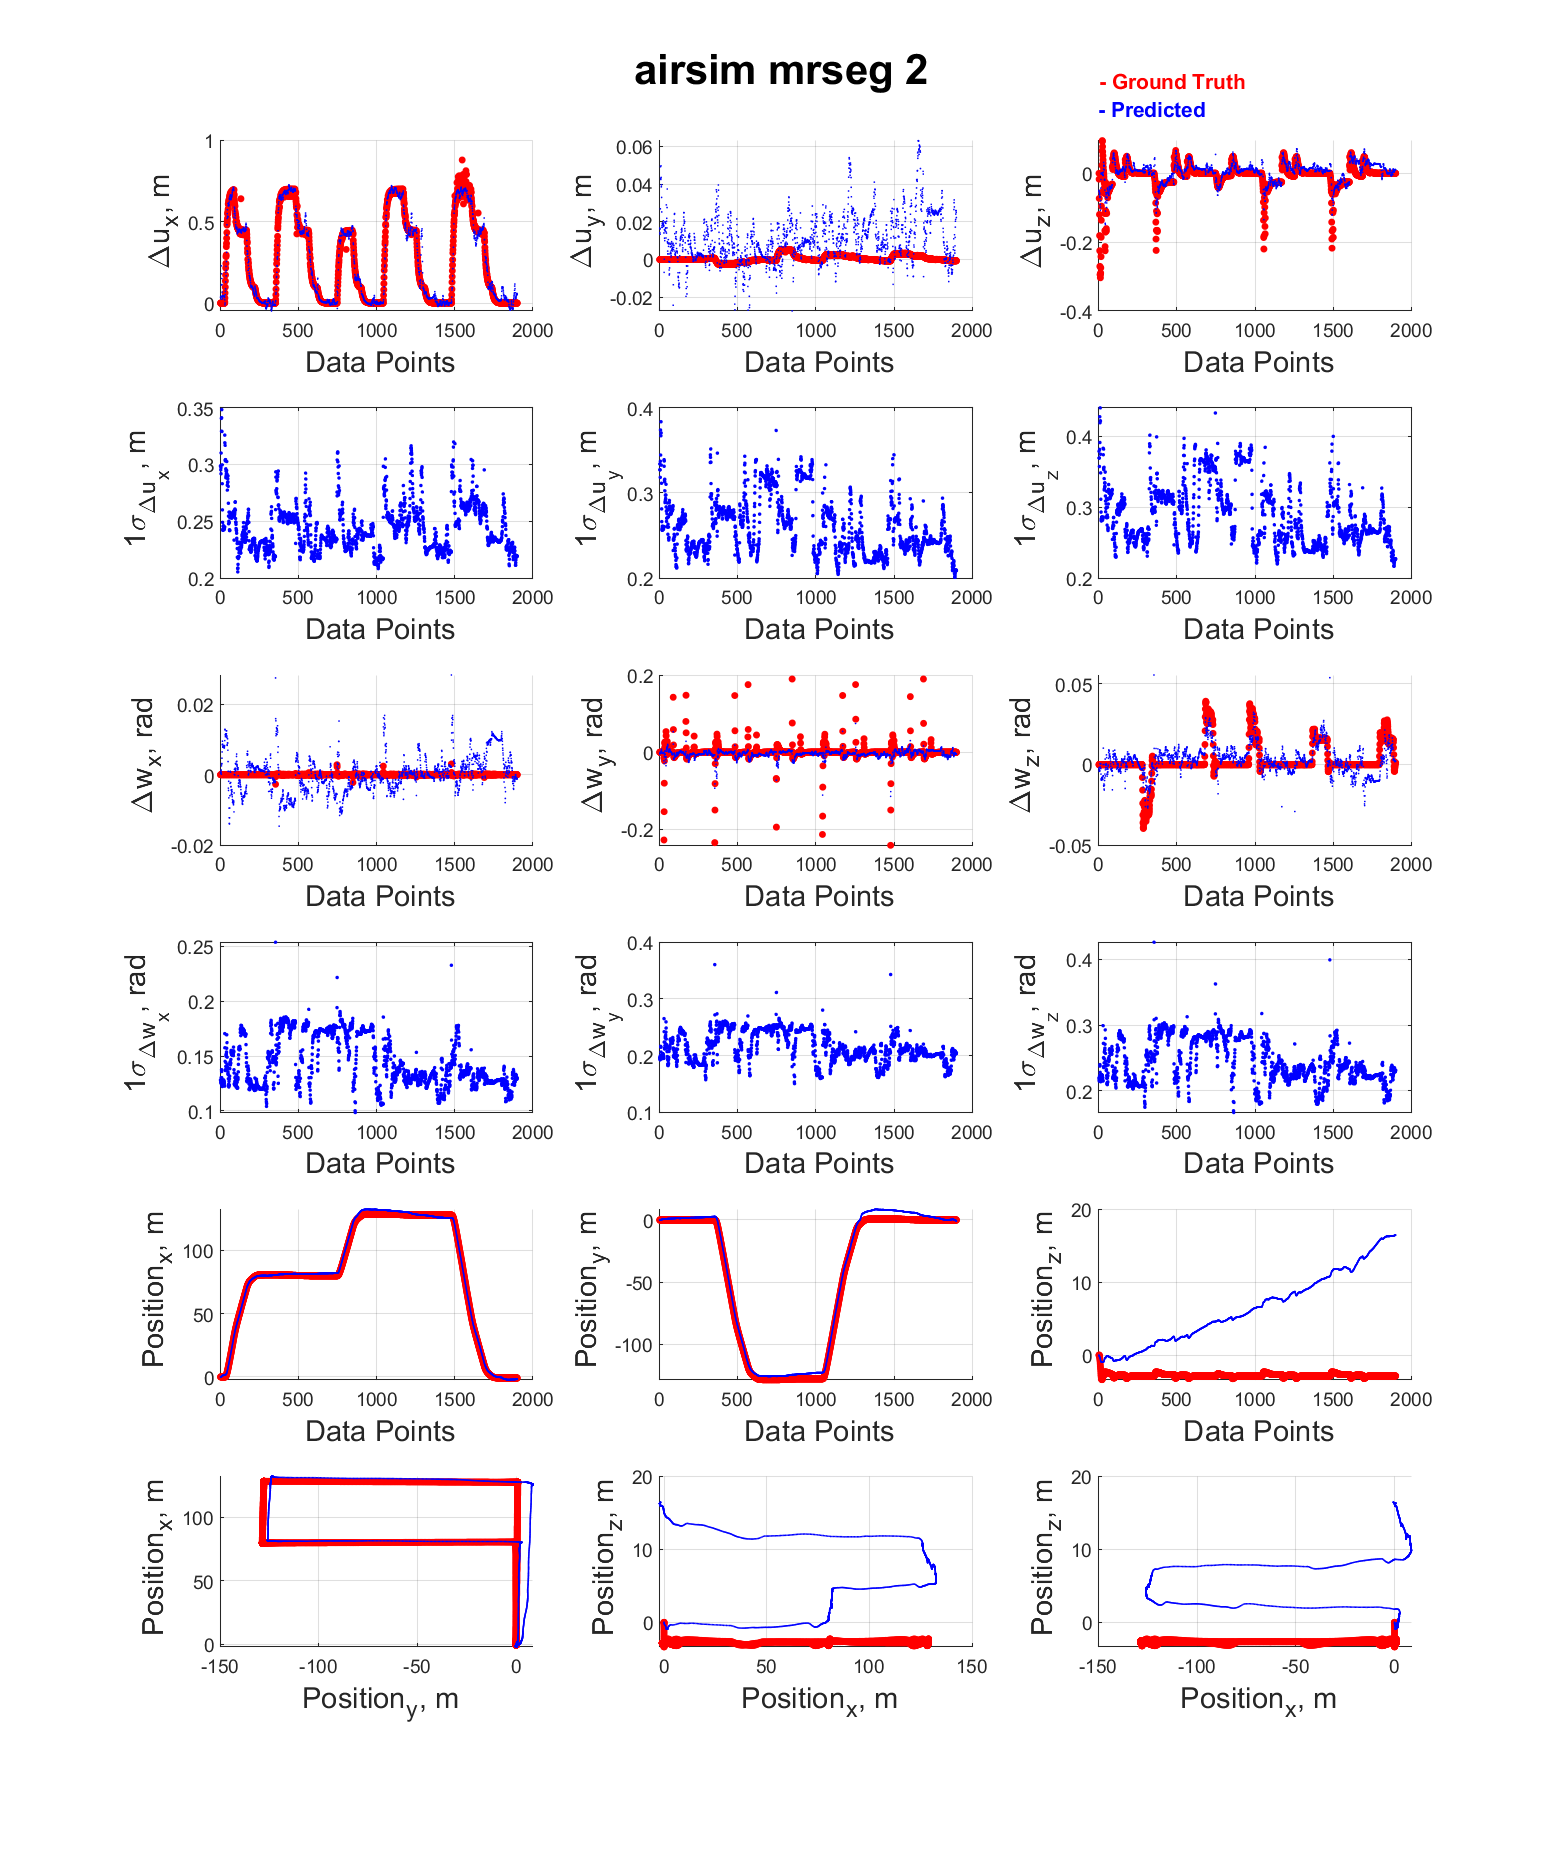 airsim mrseg 2
- Ground Truth
- Predicted
Δu_x, m
1
0.5
0
0 500 1000 1500 2000
Data Points
Δu_y, m
0.06
0.04
0.02
0
-0.02
0 500 1000 1500 2000
Data Points
Δu_z, m
0
-0.2
-0.4
0 500 1000 1500 2000
Data Points
1σ_Δu_x, m
0.35
0.3
0.25
0.2
0 500 1000 1500 2000
Data Points
1σ_Δu_y, m
0.4
0.3
0.2
0 500 1000 1500 2000
Data Points
1σ_Δu_z, m
0.4
0.3
0.2
0 500 1000 1500 2000
Data Points
Δw_x, rad
0.02
0
-0.02
0 500 1000 1500 2000
Data Points
Δw_y, rad
0.2
0
-0.2
0 500 1000 1500 2000
Data Points
Δw_z, rad
0.05
0
-0.05
0 500 1000 1500 2000
Data Points
1σ_Δw_x, rad
0.25
0.2
0.15
0.1
0 500 1000 1500 2000
Data Points
1σ_Δw_y, rad
0.4
0.3
0.2
0.1
0 500 1000 1500 2000
Data Points
1σ_Δw_z, rad
0.4
0.3
0.2
0 500 1000 1500 2000
Data Points
Position_x, m
100
50
0
0 500 1000 1500 2000
Data Points
Position_y, m
0
-50
-100
0 500 1000 1500 2000
Data Points
Position_z, m
20
10
0
0 500 1000 1500 2000
Data Points
Position_x, m
100
50
0
-150 -100 -50 0
Position_y, m
Position_z, m
20
10
0
0 50 100 150
Position_x, m
Position_z, m
20
10
0
-150 -100 -50 0
Position_x, m